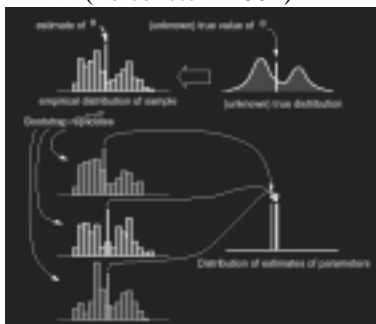 estimate of θ
(unknown) true value of θ
empirical distribution of sample
(unknown) true distribution
Bootstrap replicates
Distribution of estimates of parameters